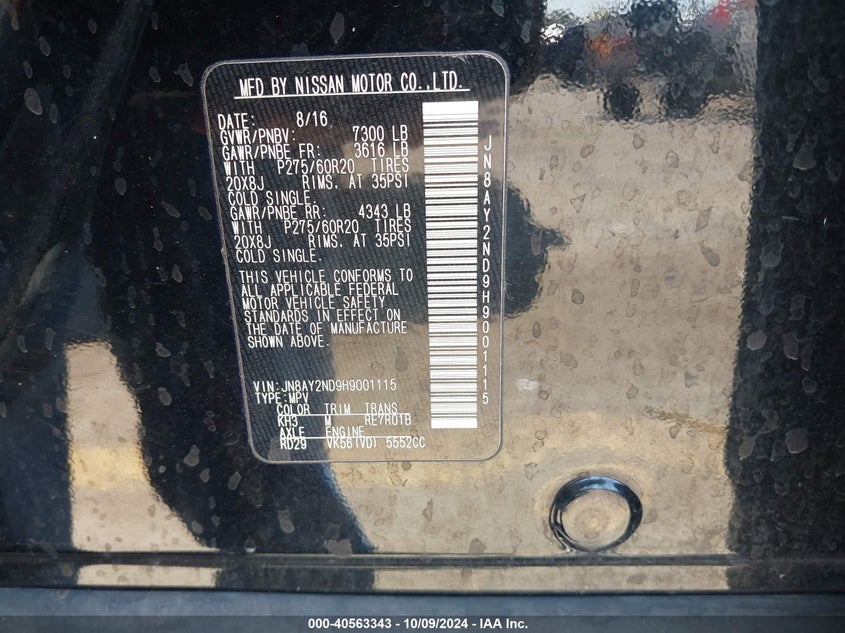 MFD BY NISSAN MOTOR CO.,LTD.
DATE: 8/16
GVWR/PNBV: 7300 LB
GAWR/PNBE FR: 3616 LB
WITH P275/60R20 TIRES
20X8J RIMS. AT 35PSI
COLD SINGLE.
GAWR/PNBE RR: 4343 LB
WITH P275/60R20 TIRES
20X8J RIMS. AT 35PSI
COLD SINGLE.
THIS VEHICLE CONFORMS TO
ALL APPLICABLE FEDERAL
MOTOR VEHICLE SAFETY
STANDARDS IN EFFECT ON
THE DATE OF MANUFACTURE
SHOWN ABOVE.
VIN:JN8AY2ND9H9001115
TYPE:MPV
COLOR TRIM TRANS
KH3 M RE7R01B
AXLE ENGINE
RD29 VK56(VD) 5552CC
JN8AY2ND9H9001115
000-40563343 - 10/09/2024 - IAA Inc.